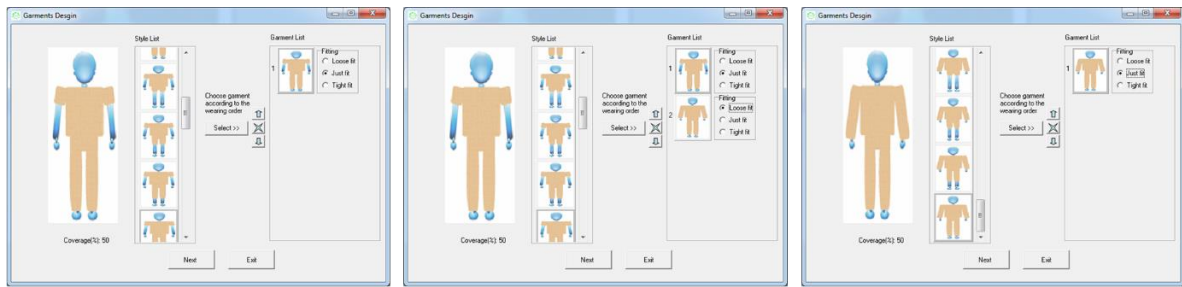 Garments Desgin
Style List
Garment List
1
Fitting
Loose fit
Just fit
Tight fit
Choose garment
according to the
wearing order
Select >>
Coverage(%): 50
Next
Exit
Garments Desgin
Style List
Garment List
1
Fitting
Loose fit
Just fit
Tight fit
2
Fitting
Loose fit
Just fit
Tight fit
Choose garment
according to the
wearing order
Select >>
Coverage(%): 50
Next
Exit
Garments Desgin
Style List
Garment List
1
Fitting
Loose fit
Just fit
Tight fit
Choose garment
according to the
wearing order
Select >>
Coverage(%): 50
Next
Exit